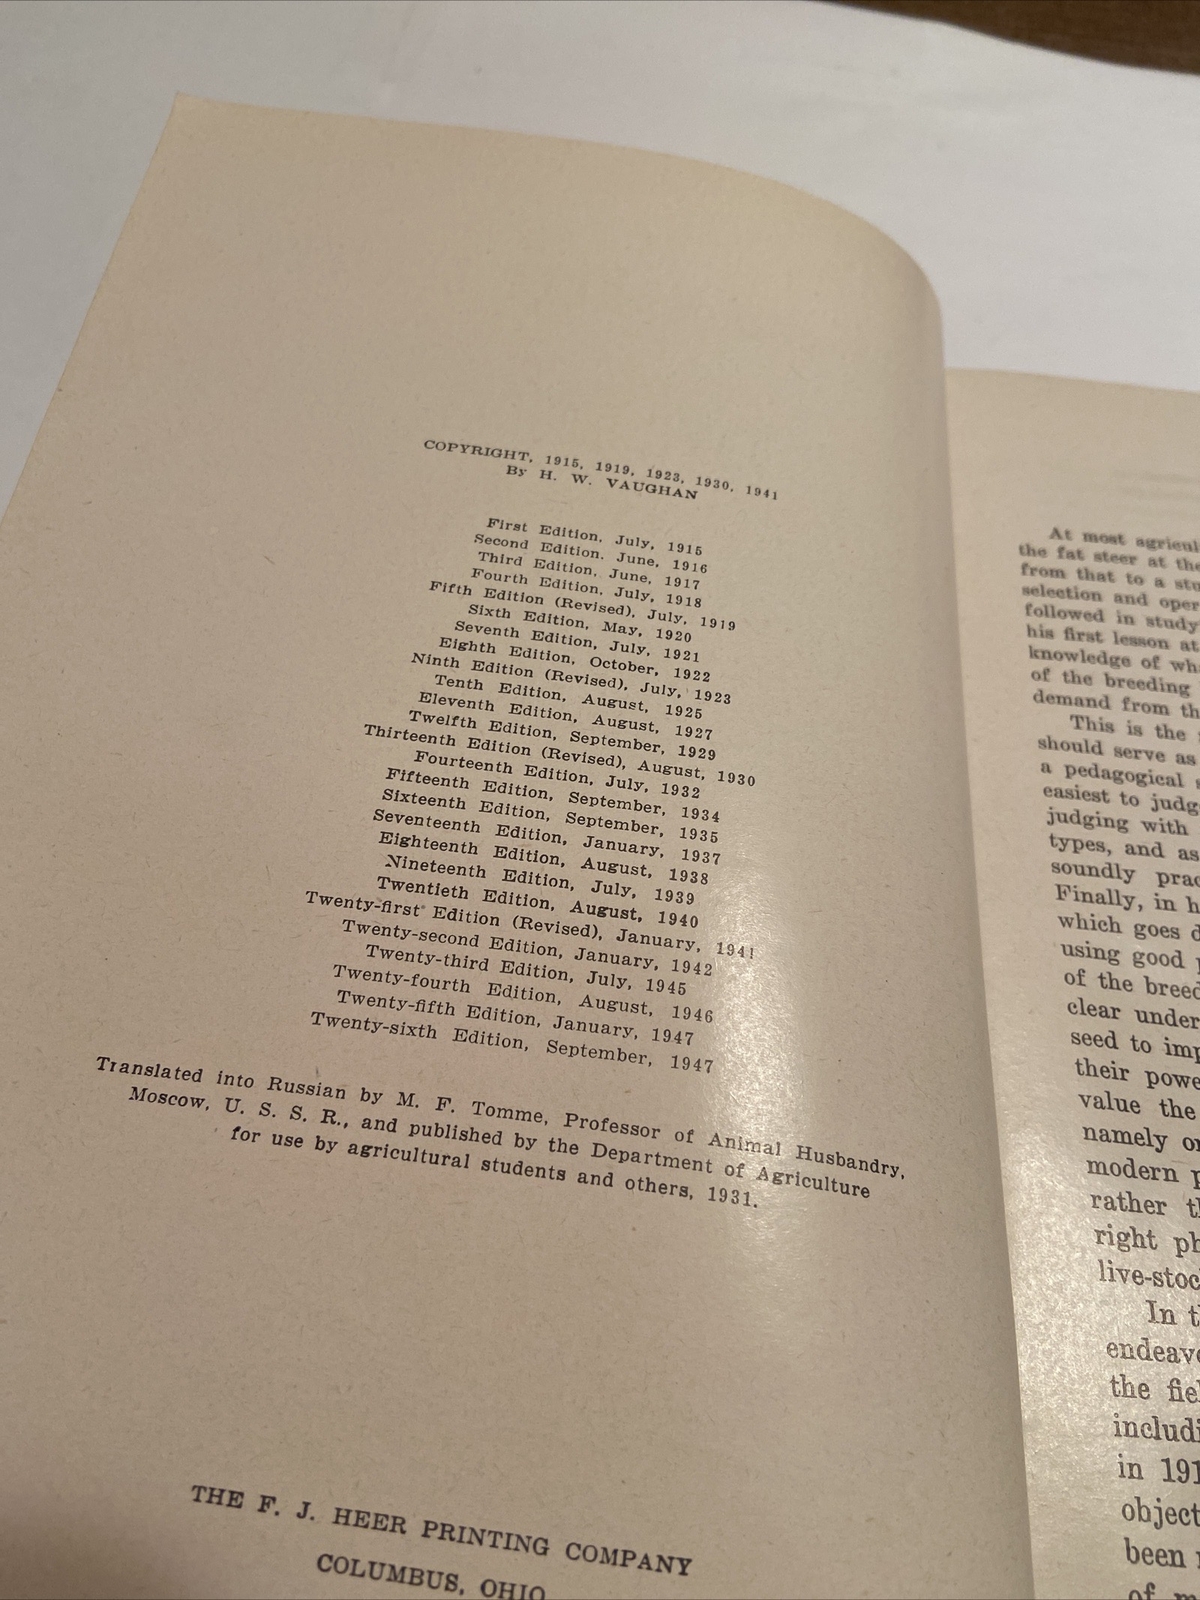 COPYRIGHT, 1915, 1919, 1923, 1930, 1941
By H. W. VAUGHAN
First Edition, July, 1915
Second Edition, June, 1916
Third Edition, June, 1917
Fourth Edition, July, 1918
Fifth Edition (Revised), July, 1919
Sixth Edition, May, 1920
Seventh Edition, July, 1921
Eighth Edition, October, 1922
Ninth Edition (Revised), July, 1923
Tenth Edition, August, 1925
Eleventh Edition, August, 1927
Twelfth Edition, September, 1929
Thirteenth Edition (Revised), August, 1930
Fourteenth Edition, July, 1932
Fifteenth Edition, September, 1934
Sixteenth Edition, September, 1935
Seventeenth Edition, January, 1937
Eighteenth Edition, August, 1938
Nineteenth Edition, July, 1939
Twentieth Edition, August, 1940
Twenty-first Edition (Revised), January, 1941
Twenty-second Edition, January, 1942
Twenty-third Edition, July, 1945
Twenty-fourth Edition, August, 1946
Twenty-fifth Edition, January, 1947
Twenty-sixth Edition, September, 1947
Translated into Russian by M. F. Tomme, Professor of Animal Husbandry,
Moscow, U. S. S. R., and published by the Department of Agriculture
for use by agricultural students and others, 1931.
THE F. J. HEER PRINTING COMPANY
COLUMBUS, OHIO
At most
the fat steer at the
from that to a
selection and
followed in
his first lesson at
knowledge of
of the breeding
demand from
This is the
should serve as
a pedagogical
easiest to
judging with
types, and
soundly
Finally, in
which goes
using good
of the
clear
seed to
their
value the
namely
modern
rather
right
In
the
in
been
of